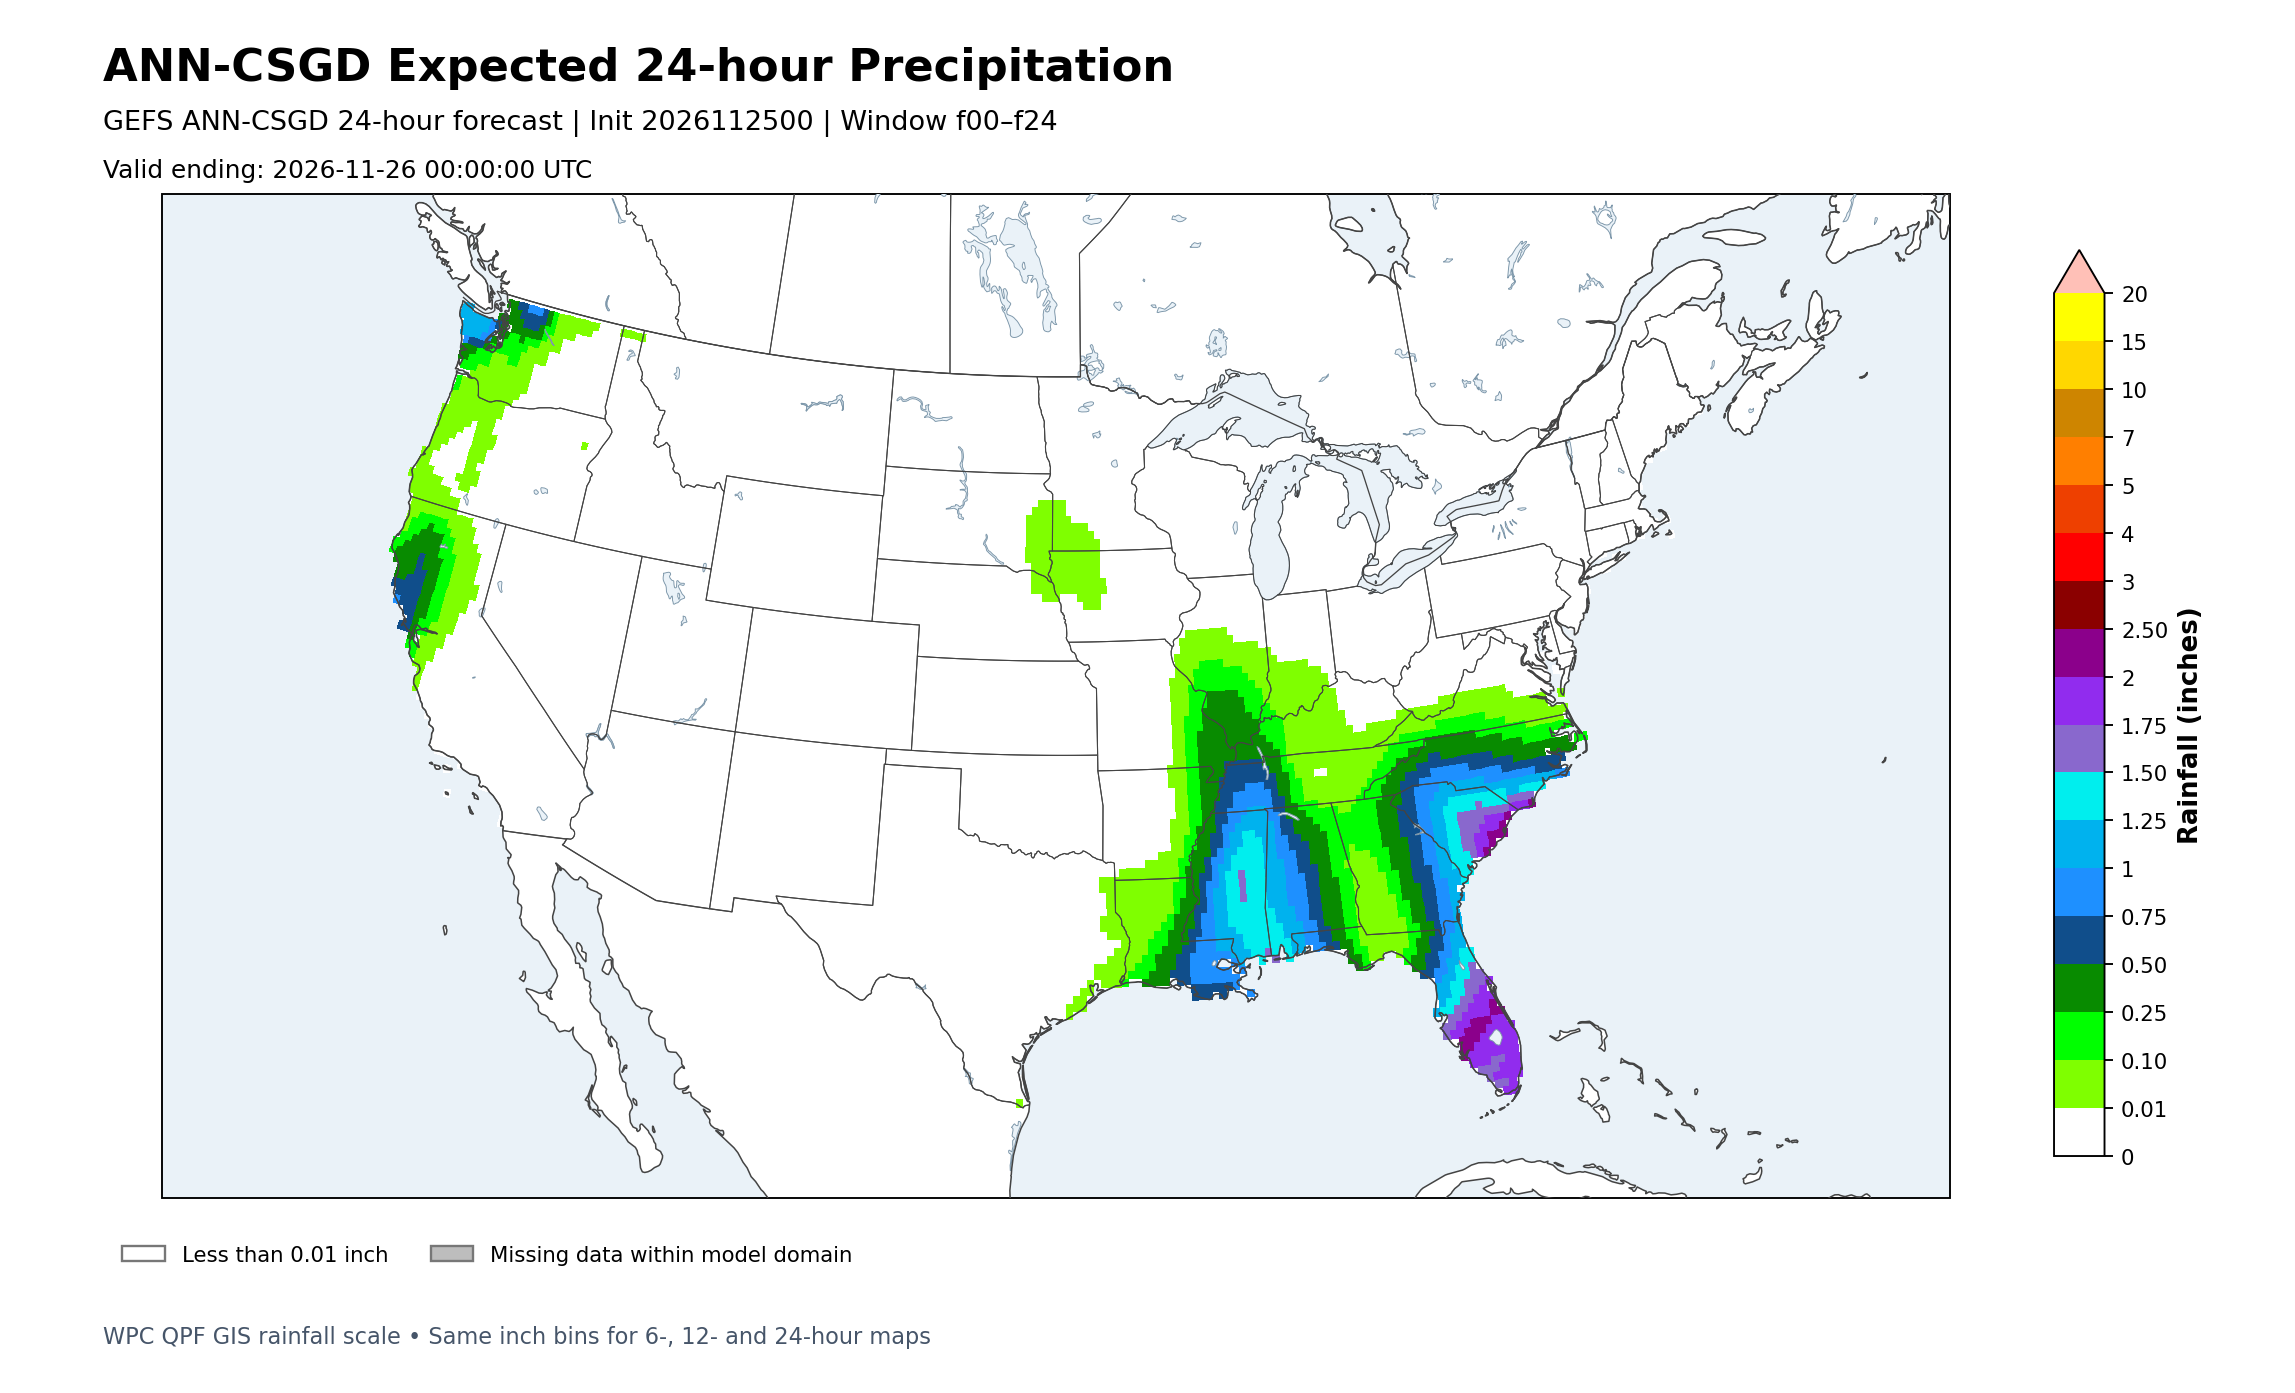 ANN-CSGD Expected 24-hour Precipitation
GEFS ANN-CSGD 24-hour forecast | Init 2026112500 | Window f00–f24
Valid ending: 2026-11-26 00:00:00 UTC
20
15
10
7
5
4
3
2.50
2
1.75
1.50
1.25
1
0.75
0.50
0.25
0.10
0.01
0
Rainfall (inches)
Less than 0.01 inch
Missing data within model domain
WPC QPF GIS rainfall scale • Same inch bins for 6-, 12- and 24-hour maps